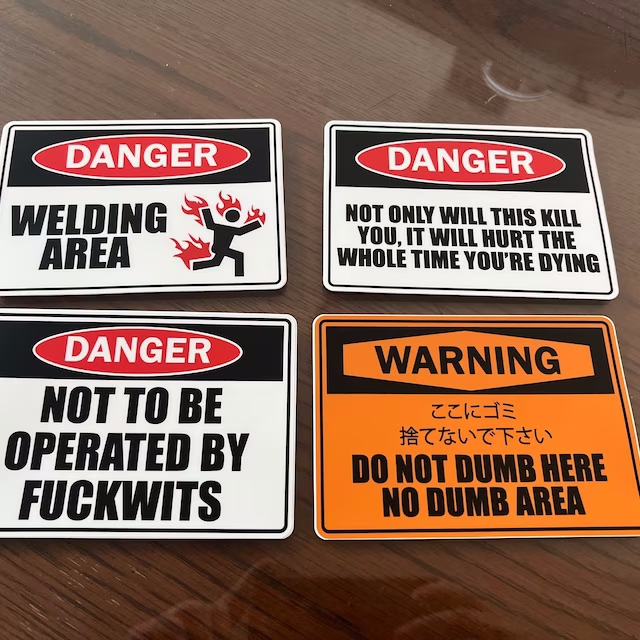 DANGER
WELDING
AREA
DANGER
NOT ONLY WILL THIS KILL
YOU, IT WILL HURT THE
WHOLE TIME YOU'RE DYING
DANGER
NOT TO BE
OPERATED BY
FUCKWITS
WARNING
ここにゴミ
捨てないで下さい
DO NOT DUMB HERE
NO DUMB AREA